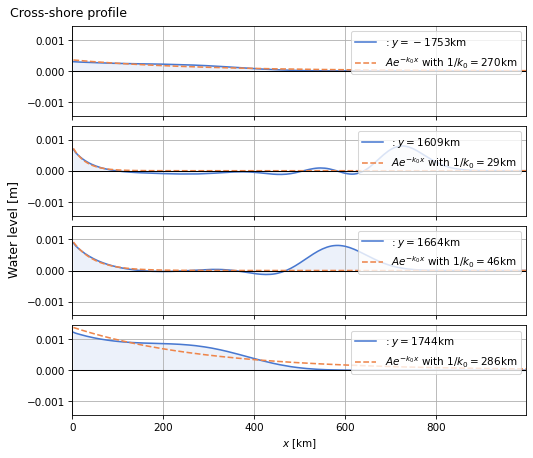 Cross-shore profile
0.001
0.000
−0.001
: y = −1753km
Ae^{−k₀x} with 1/k₀ = 270km
0.001
0.000
−0.001
: y = 1609km
Ae^{−k₀x} with 1/k₀ = 29km
Water level [m]
0.001
0.000
−0.001
: y = 1664km
Ae^{−k₀x} with 1/k₀ = 46km
0.001
0.000
−0.001
: y = 1744km
Ae^{−k₀x} with 1/k₀ = 286km
0 200 400 600 800
x [km]